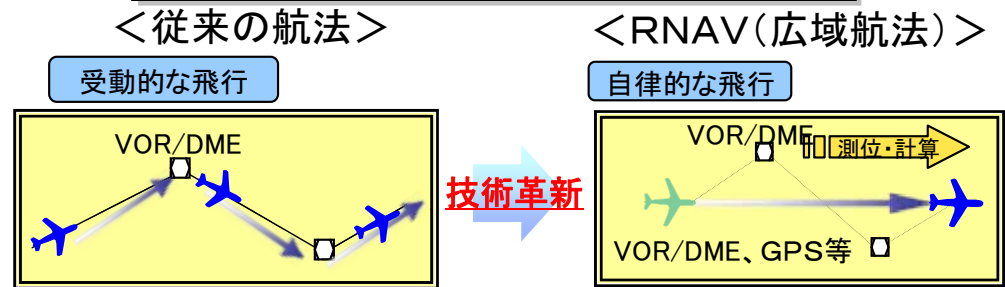 ＜従来の航法＞
受動的な飛行
VOR/DME
技術革新
＜RNAV(広域航法)＞
自律的な飛行
VOR/DME
測位・計算
VOR/DME、GPS等